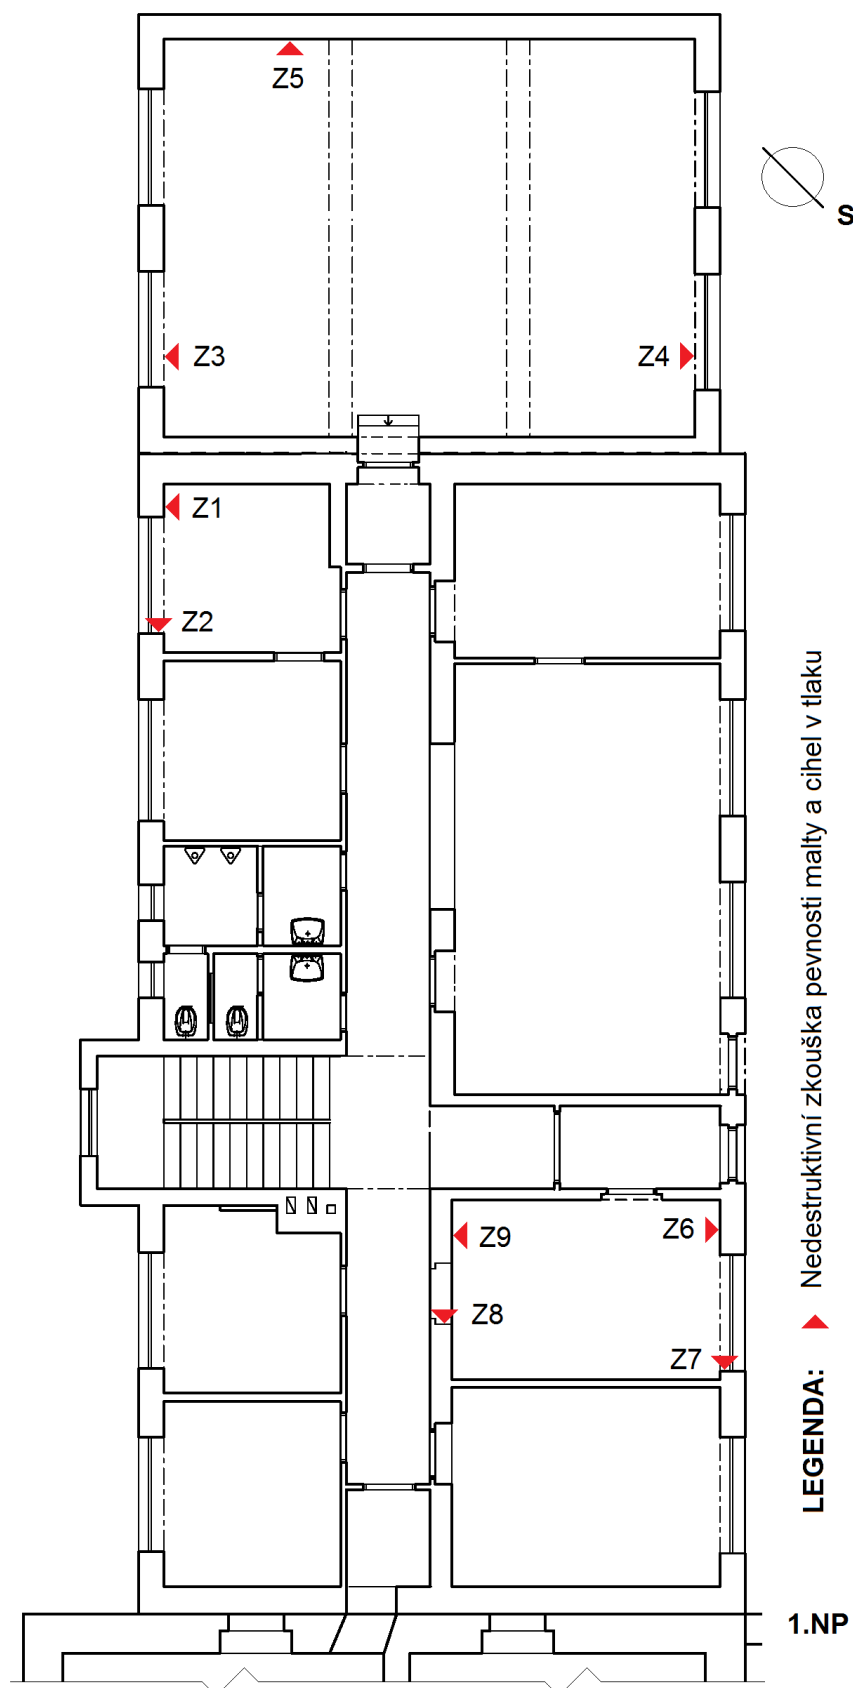 Z5
S
Z3
Z4
Z1
Z2
Z9
Z6
Z8
Z7
LEGENDA:
Nedestruktivní zkouška pevnosti malty a cihel v tlaku
1.NP